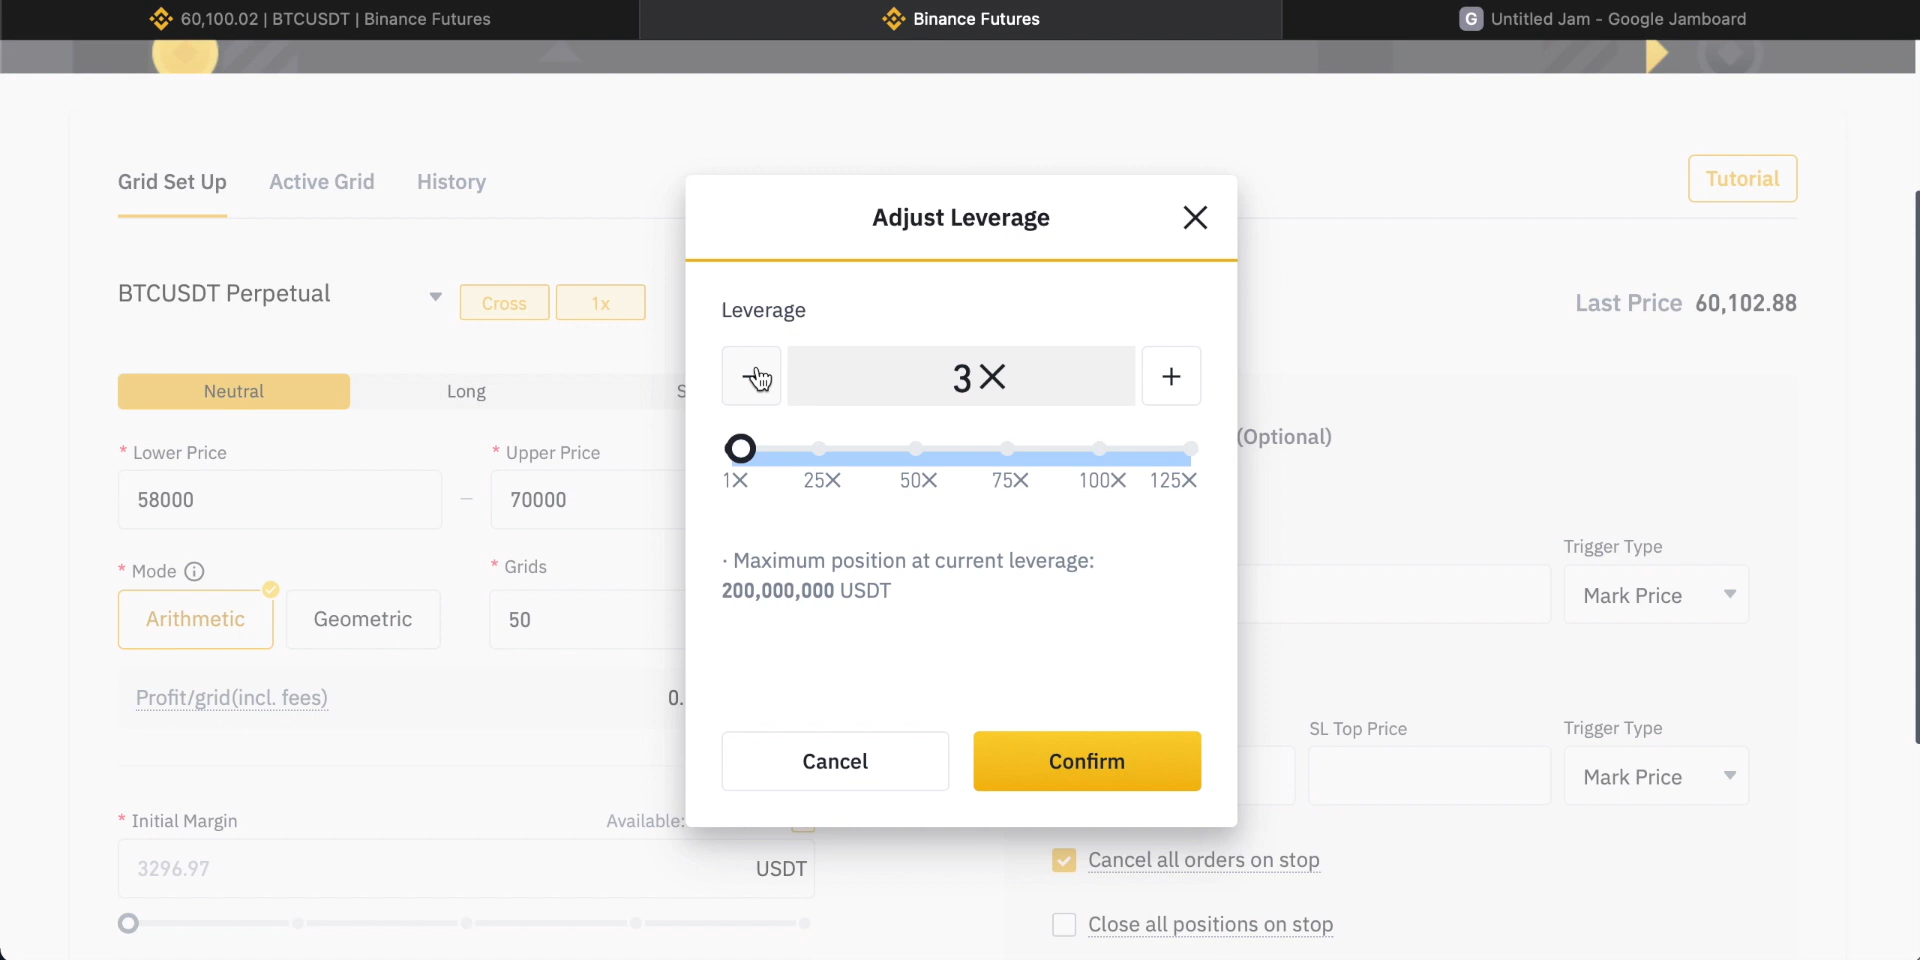 60,100.02 | BTCUSDT | Binance Futures
Binance Futures
G Untitled Jam - Google Jamboard
Grid Set Up
Active Grid
History
Tutorial
Adjust Leverage
BTCUSDT Perpetual
Cross
1x
Last Price 60,102.88
Leverage
3X
+
Neutral
Long
S
* Lower Price
* Upper Price
(Optional)
58000
–
70000
1X
25X
50X
75X
100X
125X
* Mode
* Grids
· Maximum position at current leverage:
200,000,000 USDT
Trigger Type
Arithmetic
Geometric
50
Mark Price
Profit/grid(incl. fees)
0.
SL Top Price
Trigger Type
Cancel
Confirm
Mark Price
* Initial Margin
Available:
3296.97
USDT
Cancel all orders on stop
Close all positions on stop